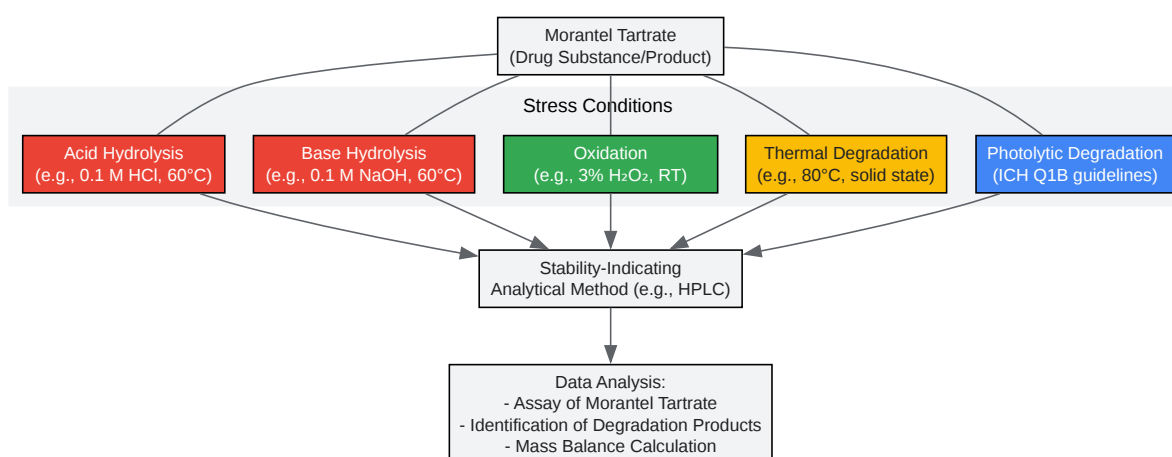 Morantel Tartrate
(Drug Substance/Product)
Stress Conditions
Acid Hydrolysis
(e.g., 0.1 M HCl, 60°C)
Base Hydrolysis
(e.g., 0.1 M NaOH, 60°C)
Oxidation
(e.g., 3% H₂O₂, RT)
Thermal Degradation
(e.g., 80°C, solid state)
Photolytic Degradation
(ICH Q1B guidelines)
Stability-Indicating
Analytical Method (e.g., HPLC)
Data Analysis:
- Assay of Morantel Tartrate
- Identification of Degradation Products
- Mass Balance Calculation